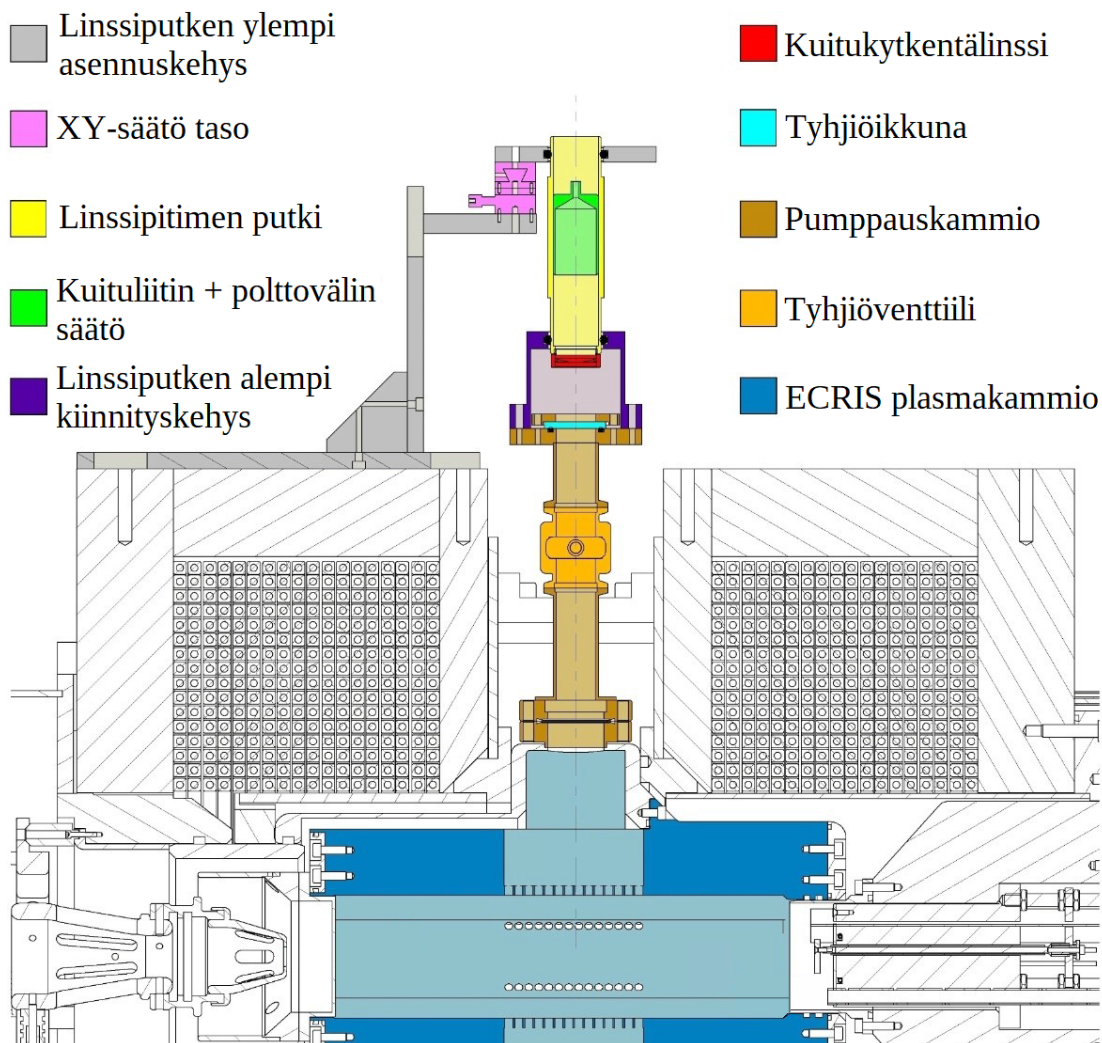 Linssiputken ylempi
asennuskehys
XY-säätö taso
Linssipitimen putki
Kuituliitin + polttovälin
säätö
Linssiputken alempi
kiinnityskehys
Kuitukytkentälinssi
Tyhjiöikkuna
Pumppauskammio
Tyhjiöventtiili
ECRIS plasmakammio